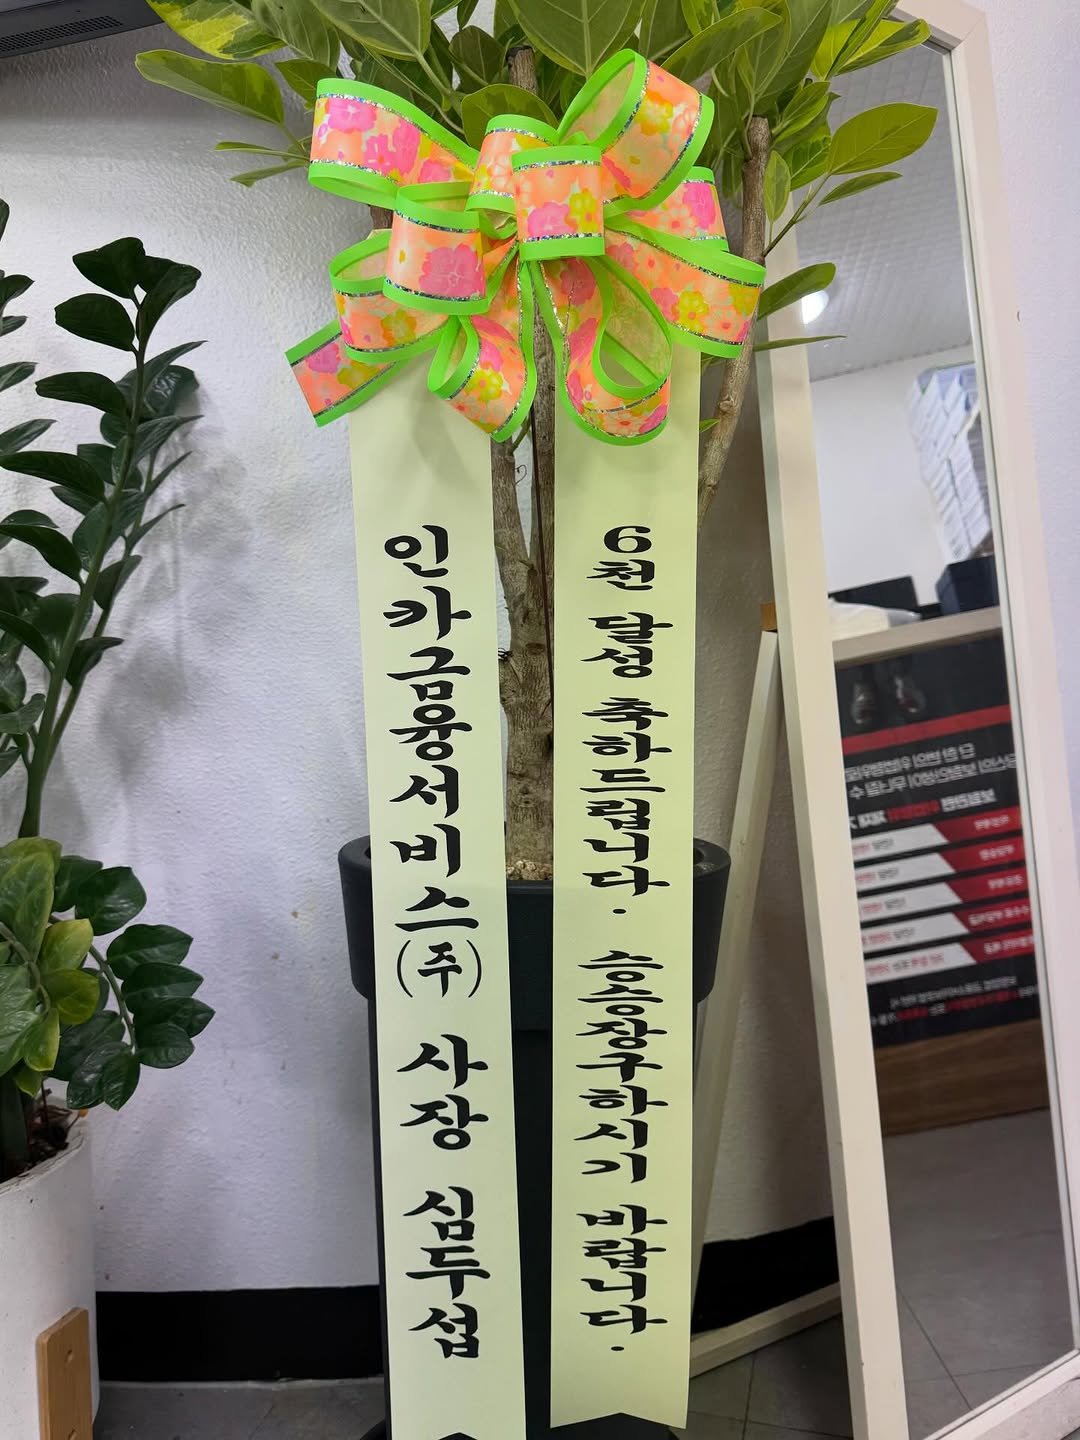 인카금융서비스(주) 사장 심두섭
6천 달성 축하드립니다. 승승장구하시기 바랍니다.